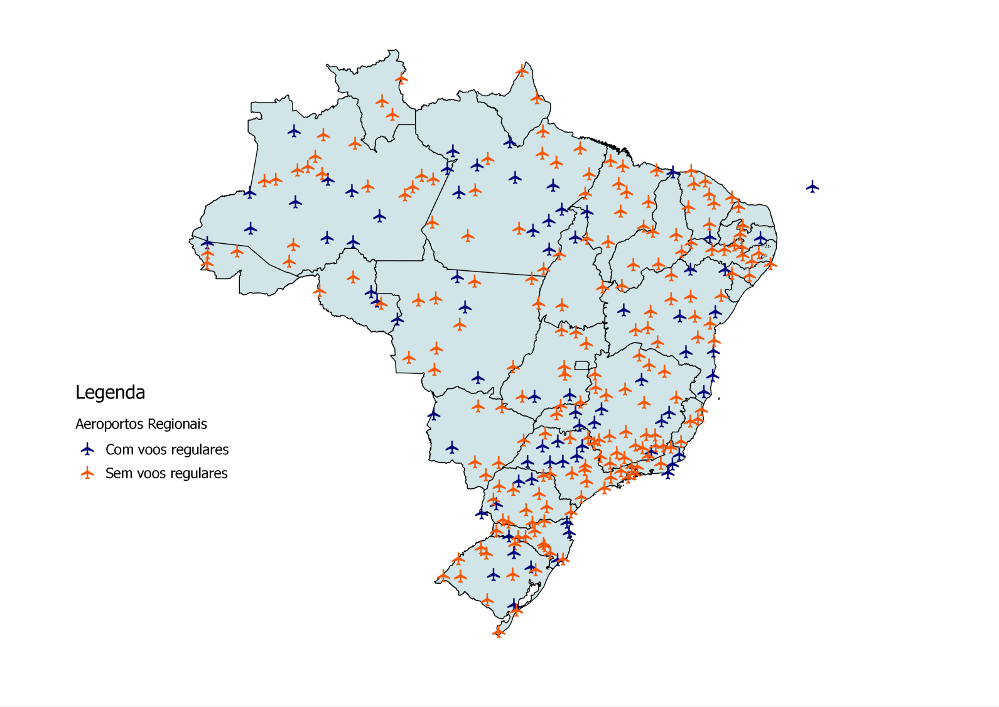 Legenda
Aeroportos Regionais
Com voos regulares
Sem voos regulares